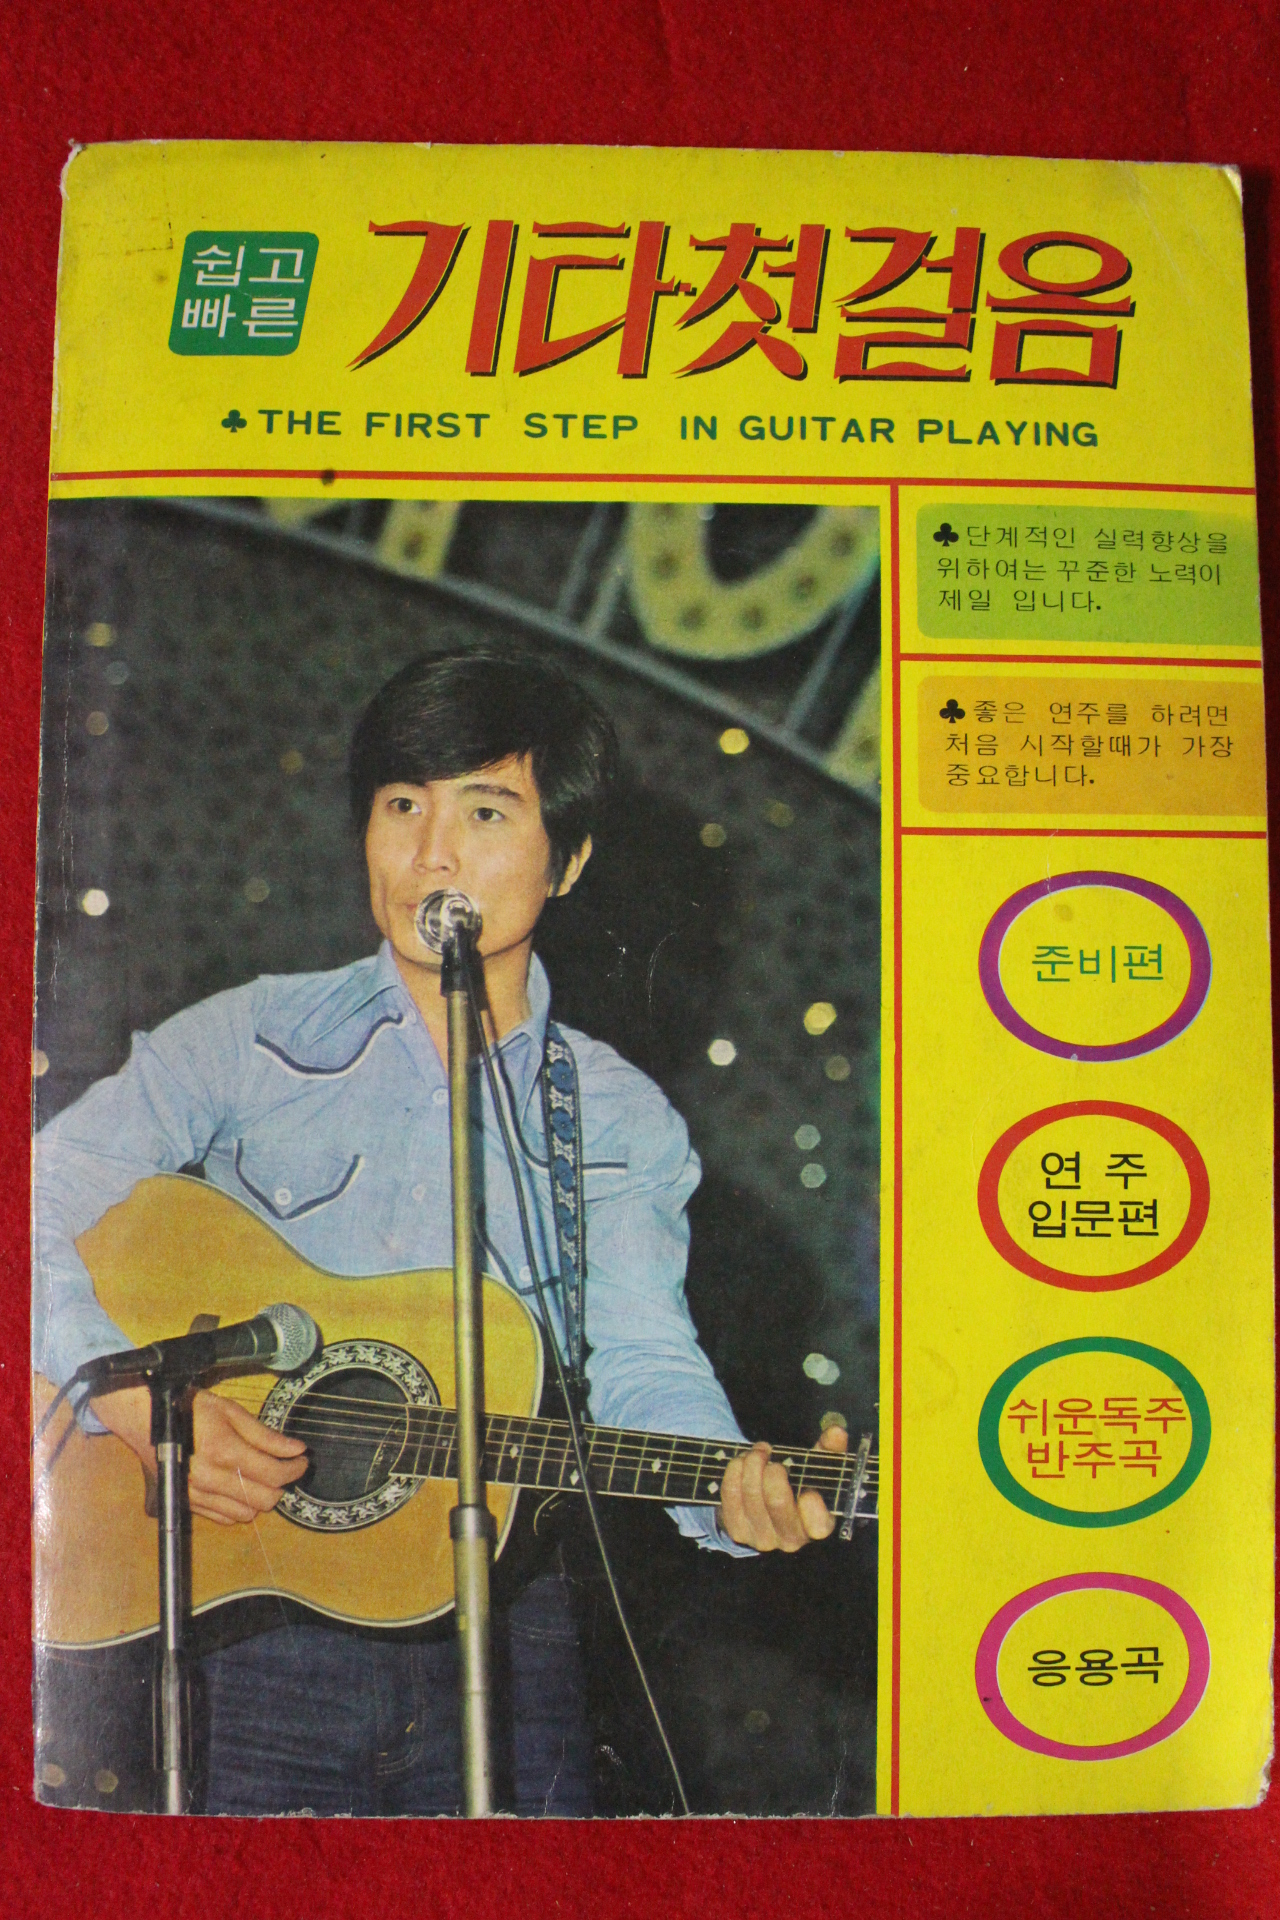 쉽고
빠른
기타·첫걸음
♣THE FIRST STEP IN GUITAR PLAYING
♣단계적인 실력향상을
위하여는 꾸준한 노력이
제일 입니다.
♣좋은 연주를 하려면
처음 시작할때가 가장
중요합니다.
준비편
연 주
입문편
쉬운독주
반주곡
응용곡